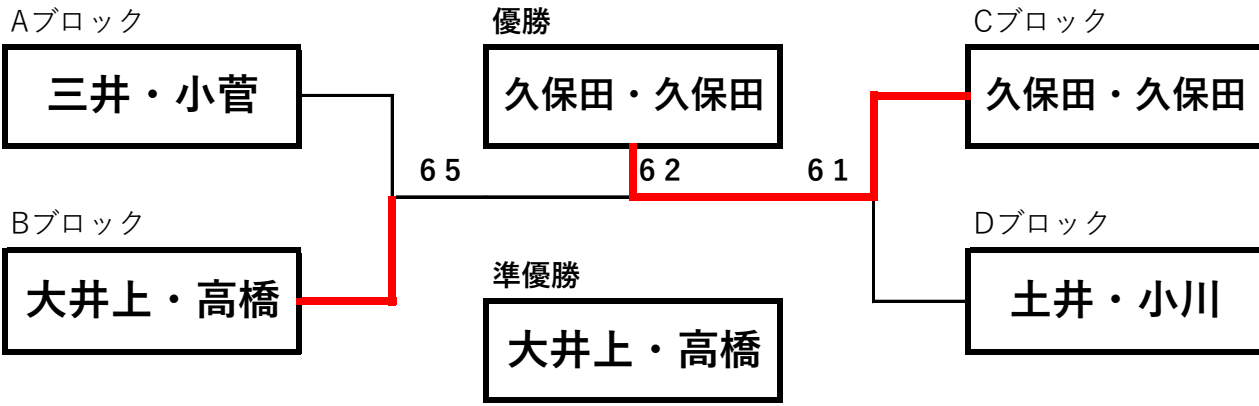 Aブロック
優勝
Cブロック
三井・小菅
久保田・久保田
久保田・久保田
65
62
61
Bブロック
Dブロック
準優勝
大井上・高橋
土井・小川
大井上・高橋